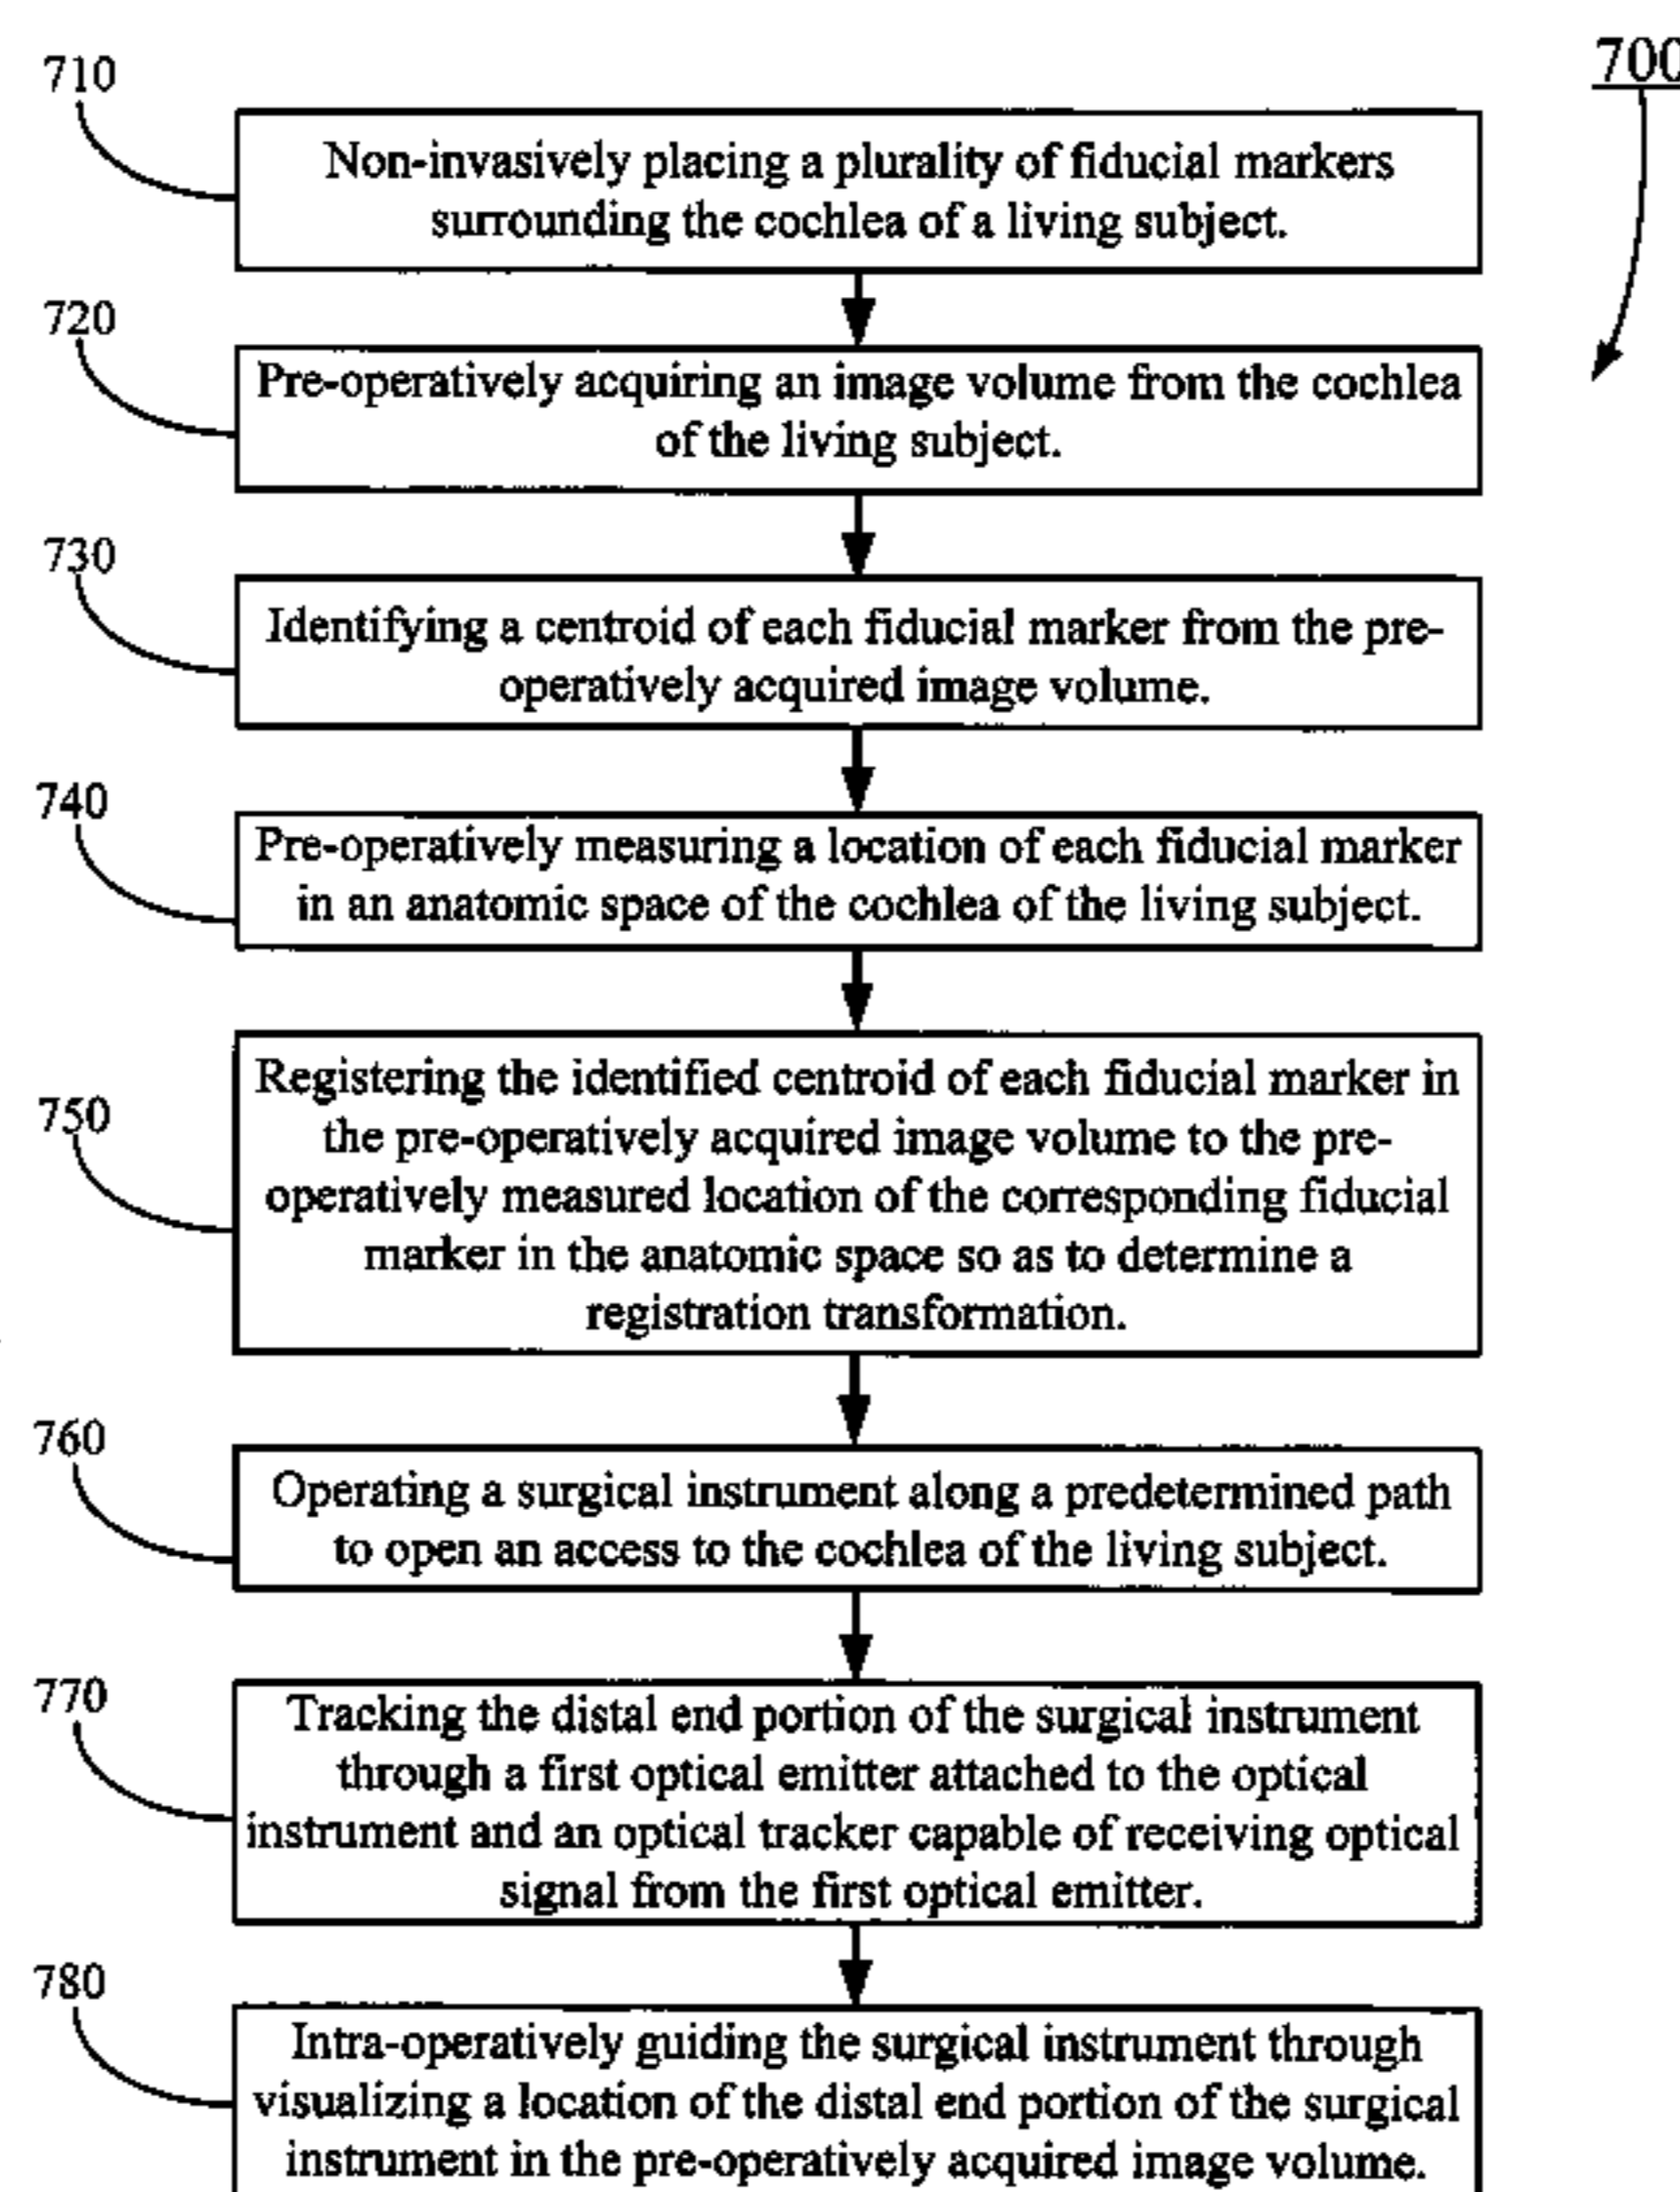 700
710
Non-invasively placing a plurality of fiducial markers
surrounding the cochlea of a living subject.
720
Pre-operatively acquiring an image volume from the cochlea
of the living subject.
730
Identifying a centroid of each fiducial marker from the pre-
operatively acquired image volume.
740
Pre-operatively measuring a location of each fiducial marker
in an anatomic space of the cochlea of the living subject.
750
Registering the identified centroid of each fiducial marker in
the pre-operatively acquired image volume to the pre-
operatively measured location of the corresponding fiducial
marker in the anatomic space so as to determine a
registration transformation.
760
Operating a surgical instrument along a predetermined path
to open an access to the cochlea of the living subject.
770
Tracking the distal end portion of the surgical instrument
through a first optical emitter attached to the optical
instrument and an optical tracker capable of receiving optical
signal from the first optical emitter.
780
Intra-operatively guiding the surgical instrument through
visualizing a location of the distal end portion of the surgical
instrument in the pre-operatively acquired image volume.